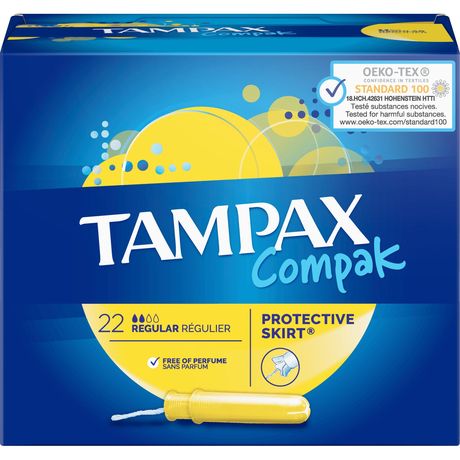 OEKO-TEX®
CONFIDENCE IN TEXTILES
STANDARD 100
18.HCH.42631 HOHENSTEIN HTTI
Testé substances nocives.
Tested for harmful substances.
www.oeko-tex.com/standard100
TAMPAX
Compak
22 REGULAR RÉGULIER
PROTECTIVE
SKIRT®
FREE OF PERFUME
SANS PARFUM